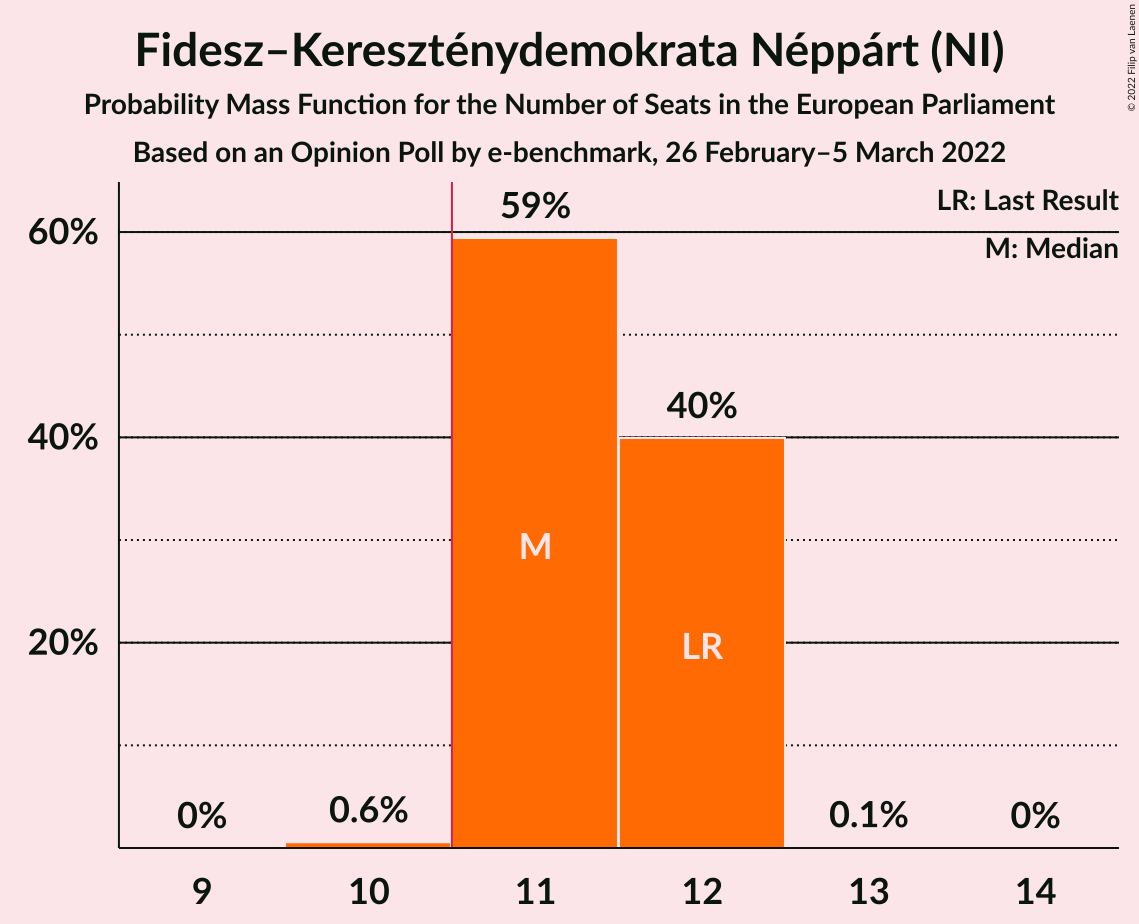 Fidesz–Kereszténydemokrata Néppárt (NI)
Probability Mass Function for the Number of Seats in the European Parliament
Based on an Opinion Poll by e-benchmark, 26 February–5 March 2022
© 2022 Filip van Laenen
LR: Last Result
M: Median
60%
40%
20%
59%
40%
M
LR
0%
0.6%
0.1%
0%
9
10
11
12
13
14